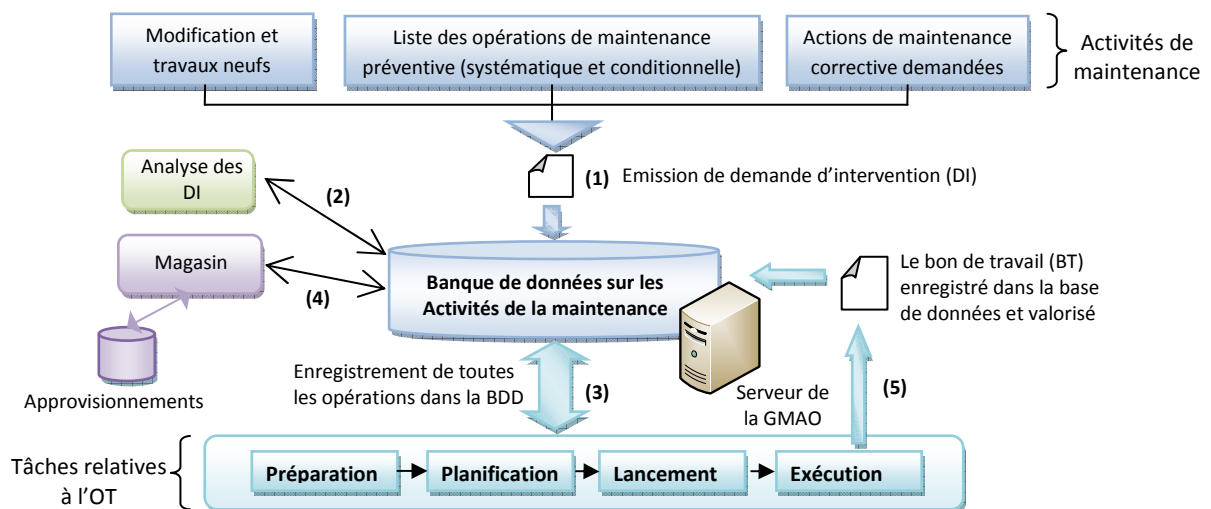 Modification et
travaux neufs
Liste des opérations de maintenance
préventive (systématique et conditionnelle)
Actions de maintenance
corrective demandées
Activités de
maintenance
Analyse des
DI
(1) Emission de demande d'intervention (DI)
(2)
Magasin
(4)
Banque de données sur les
Activités de la maintenance
Le bon de travail (BT)
enregistré dans la base
de données et valorisé
Approvisionnements
Enregistrement de toutes
les opérations dans la BDD
(3)
Serveur de
la GMAO
(5)
Tâches relatives
à l'OT
Préparation
Planification
Lancement
Exécution